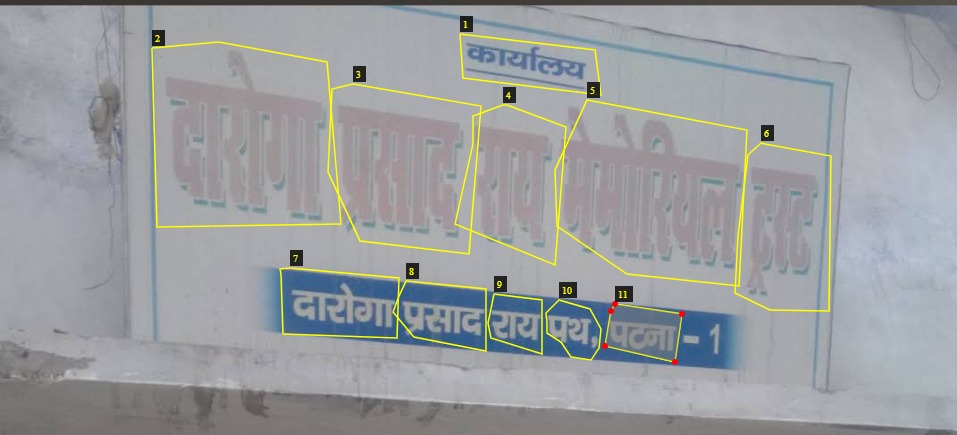 कार्यालय
दारोगा प्रसाद राय मेमोरियल ट्रस्ट
दारोगा प्रसाद राय पथ, पटना - 1